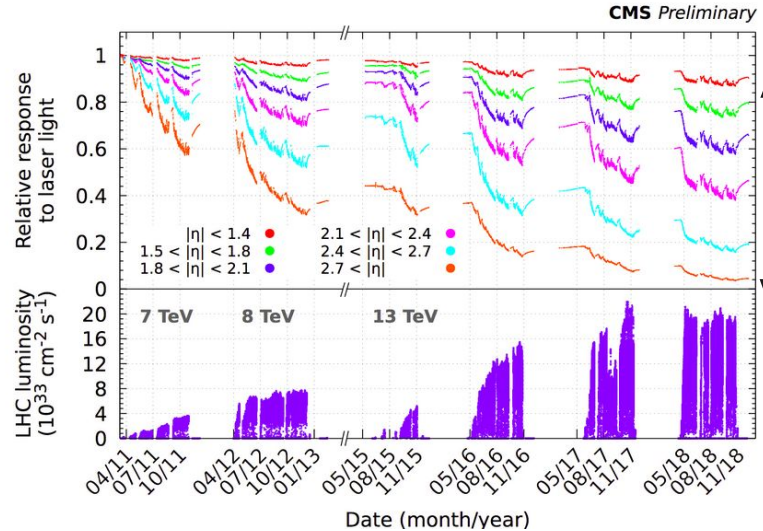 CMS Preliminary
Relative response
to laser light
1
0.8
0.6
0.4
0.2
0
|η| < 1.4
1.5 < |η| < 1.8
1.8 < |η| < 2.1
2.1 < |η| < 2.4
2.4 < |η| < 2.7
2.7 < |η|
LHC luminosity
(10³³ cm⁻² s⁻¹)
20
16
12
8
4
0
7 TeV
8 TeV
13 TeV
04/11
07/11
10/11
04/12
07/12
10/12
01/13
05/15
08/15
11/15
05/16
08/16
11/16
05/17
08/17
11/17
05/18
08/18
11/18
Date (month/year)